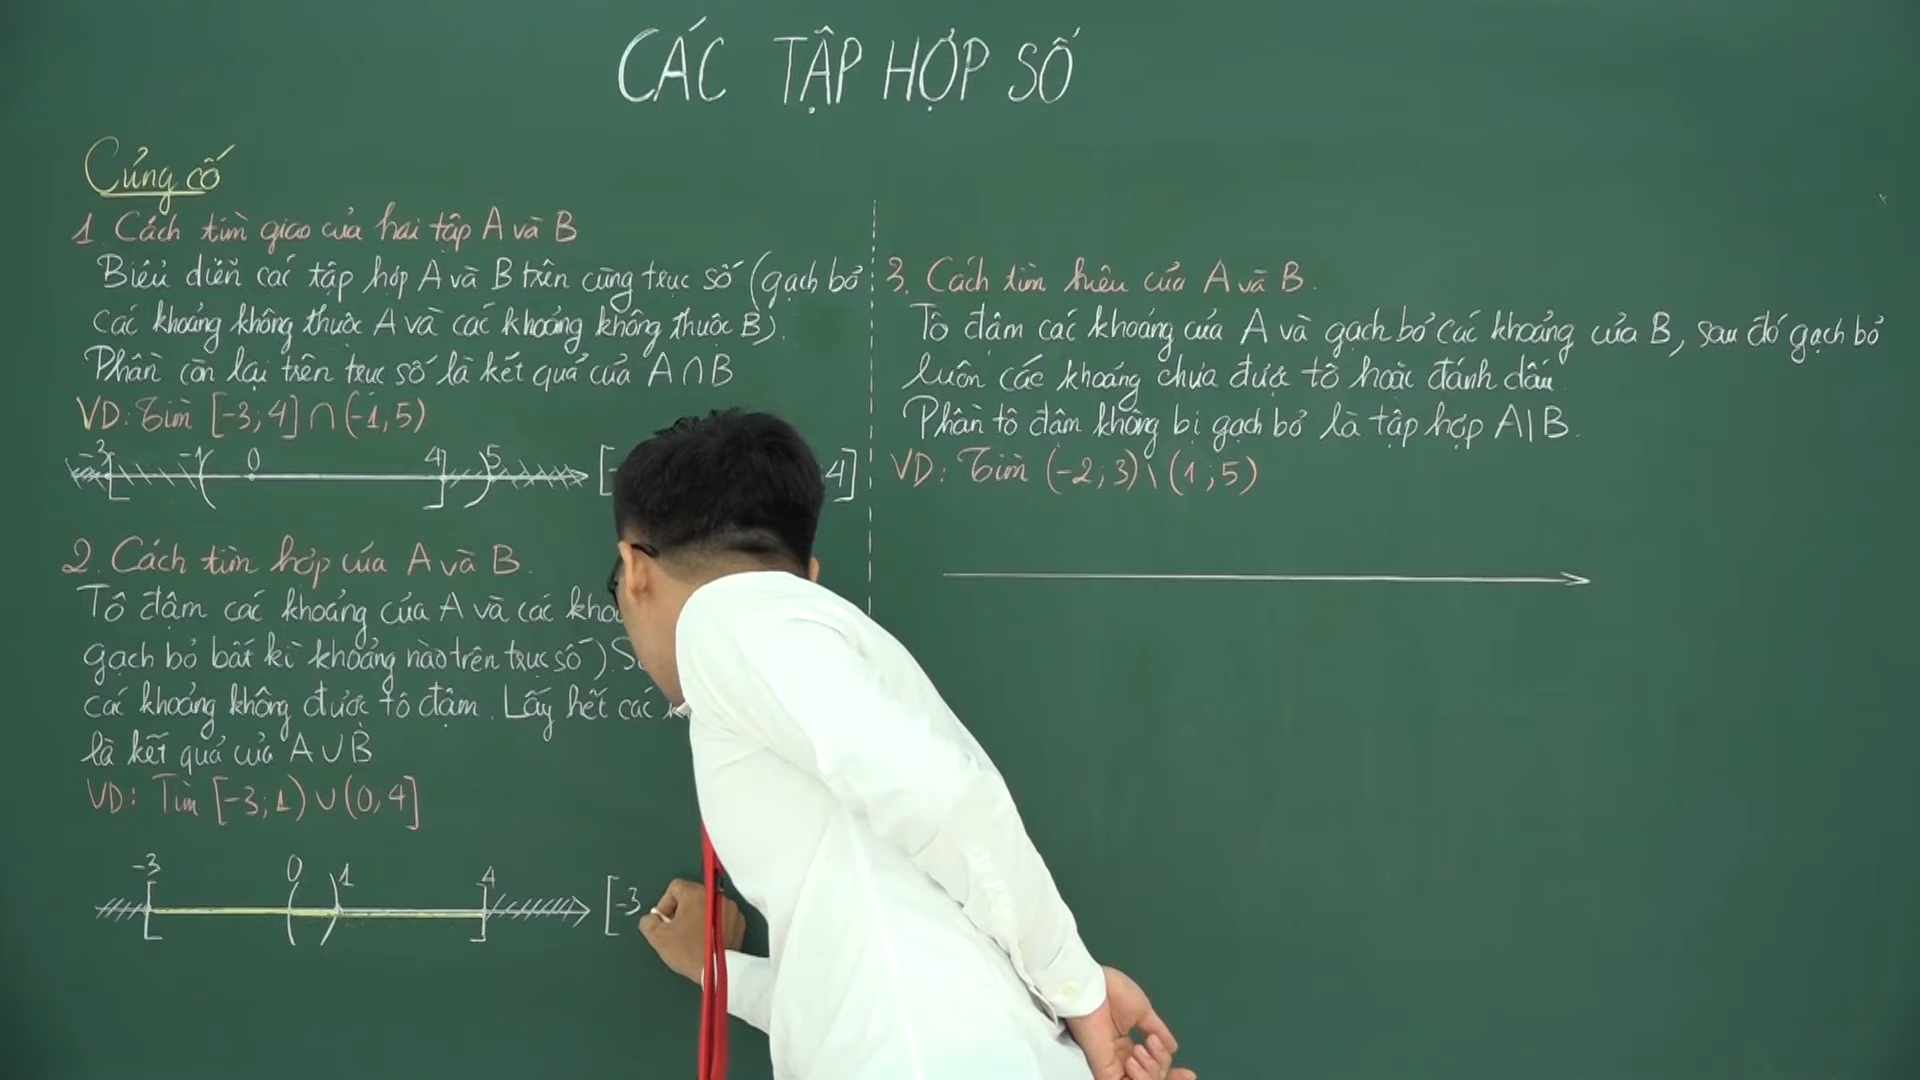 CÁC TẬP HỢP SỐ
Củng cố
1 Cách tìm giao của hai tập A và B
Biểu diễn các tập hợp A và B trên cùng trục số (gạch bỏ
các khoảng không thuộc A và các khoảng không thuộc B).
Phần còn lại trên trục số là kết quả của A∩B
VD: Tìm [-3; 4] ∩ (-1, 5)
-3 -1 0 4 5 [ 4]
2. Cách tìm hợp của A và B.
Tô đậm các khoảng của A và các
gạch bỏ bất kì khoảng nào trên trục số).
các khoảng không được tô đậm. Lấy hết các
là kết quả của A∪B
VD: Tìm [-3; 1) ∪ (0; 4]
-3 0 1 4 [-3
3. Cách tìm hiệu của A và B.
Tô đậm các khoảng của A và gạch bỏ các khoảng của B, sau đó gạch bỏ
luôn các khoảng chưa được tô hoặc đánh dấu
Phần tô đậm không bị gạch bỏ là tập hợp A\B.
VD: Tìm (-2; 3) \ (1; 5)